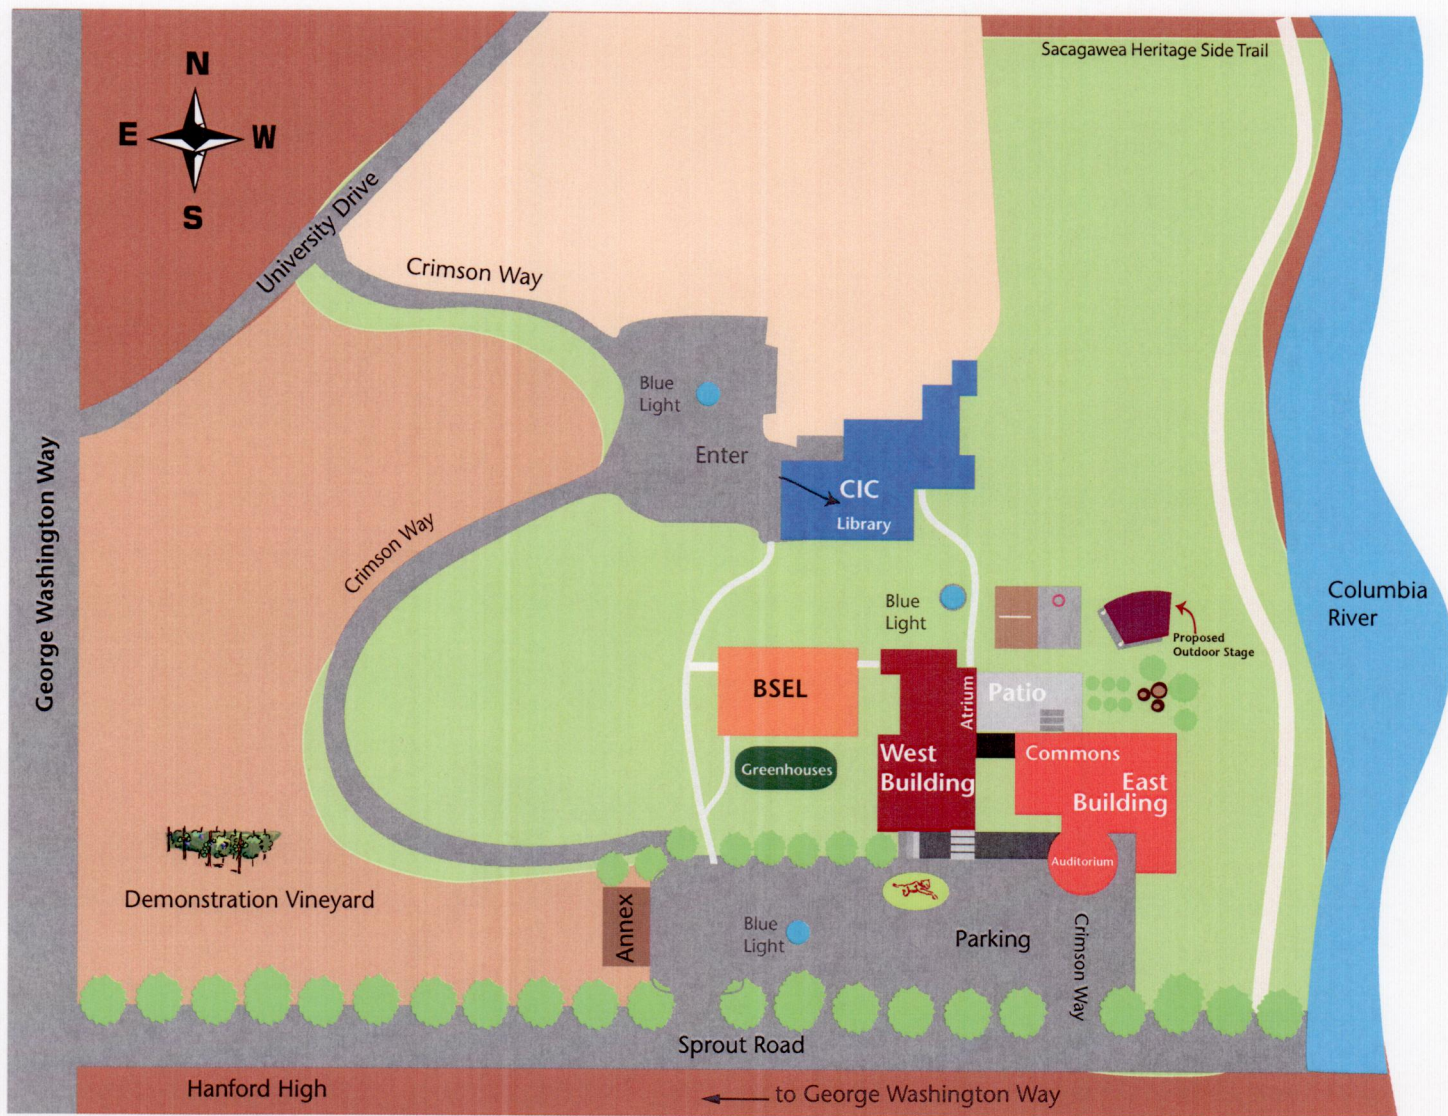 Sacagawea Heritage Side Trail
N
E
W
S
University Drive
Crimson Way
Blue
Light
Enter
CIC
Library
Crimson Way
George Washington Way
Blue
Light
Columbia
River
Proposed
Outdoor Stage
BSEL
Atrium
Patio
West
Building
Commons
East
Building
Greenhouses
Auditorium
Demonstration Vineyard
Annex
Blue
Light
Parking
Crimson Way
Sprout Road
Hanford High
to George Washington Way